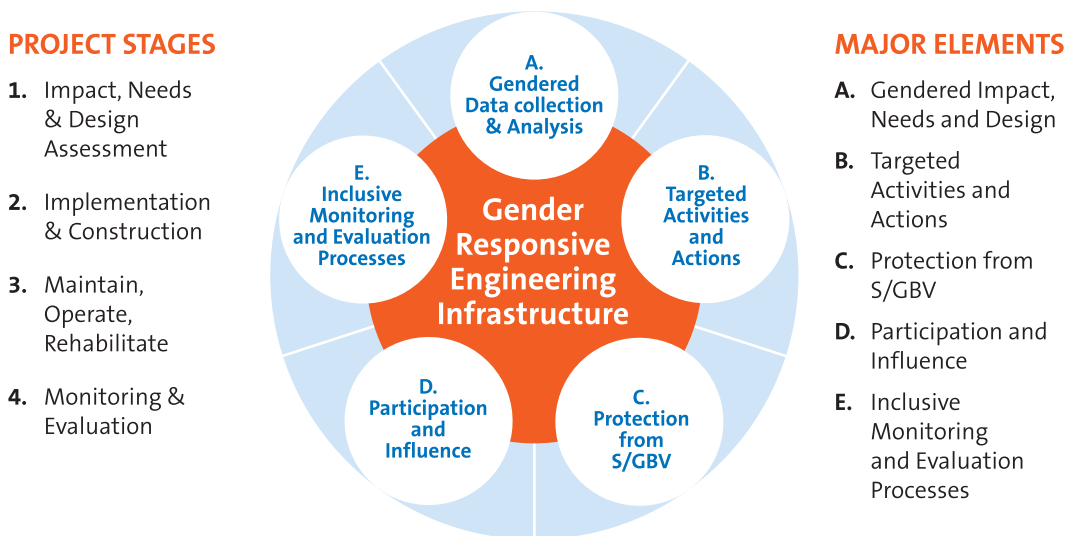 PROJECT STAGES
1. Impact, Needs
& Design
Assessment
2. Implementation
& Construction
3. Maintain,
Operate,
Rehabilitate
4. Monitoring &
Evaluation
A.
Gendered
Data collection
& Analysis
B.
Targeted
Activities
and
Actions
C.
Protection
from
S/GBV
D.
Participation
and
Influence
E.
Inclusive
Monitoring
and Evaluation
Processes
Gender
Responsive
Engineering
Infrastructure
MAJOR ELEMENTS
A. Gendered Impact,
Needs and Design
B. Targeted
Activities and
Actions
C. Protection from
S/GBV
D. Participation and
Influence
E. Inclusive
Monitoring
and Evaluation
Processes